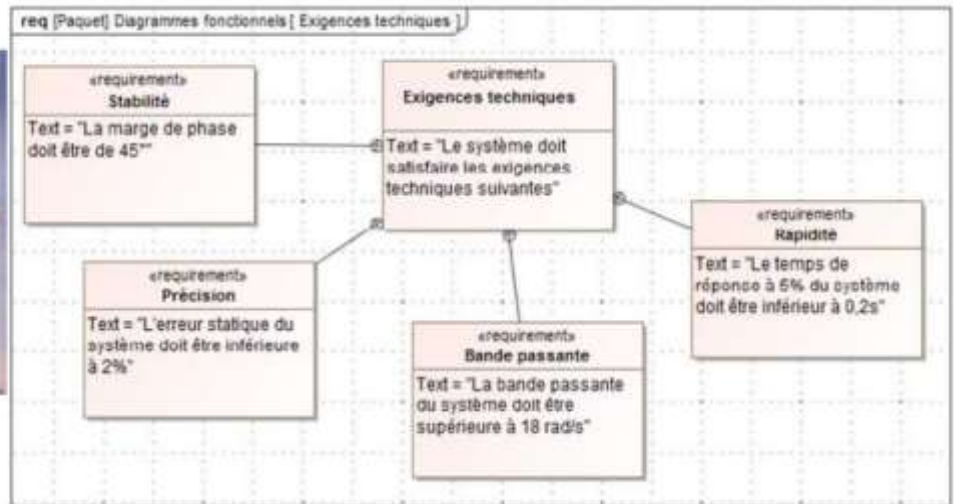 req [Paquet] Diagrammes fonctionnels [ Exigences techniques ]
«requirement»
Stabilité
Text = "La marge de phase
doit être de 45°"
«requirement»
Exigences techniques
Text = "Le système doit
satisfaire les exigences
techniques suivantes"
«requirement»
Rapidité
Text = "Le temps de
réponse à 5% du système
doit être inférieur à 0,2s"
«requirement»
Précision
Text = "L'erreur statique du
système doit être inférieure
à 2%"
«requirement»
Bande passante
Text = "La bande passante
du système doit être
supérieure à 18 rad/s"